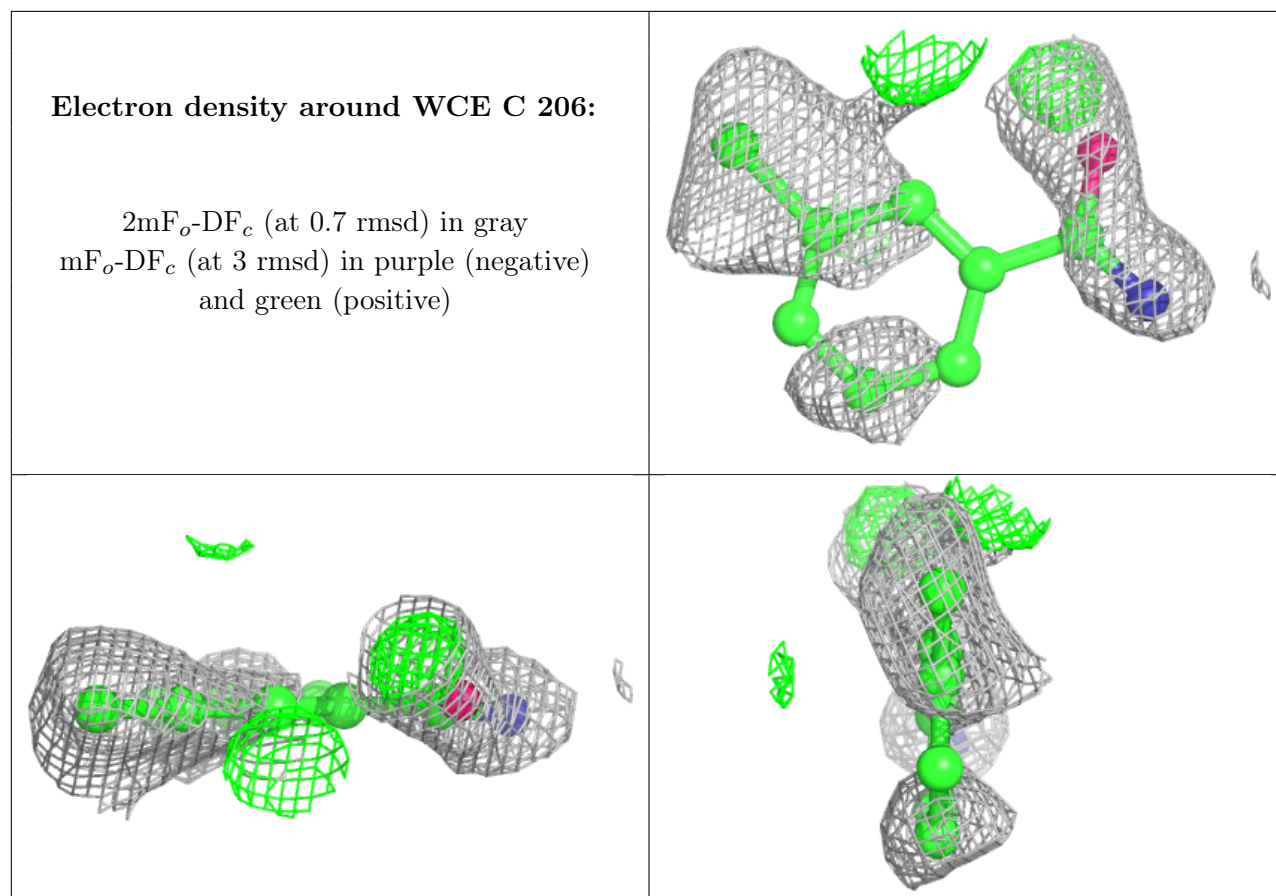 Electron density around WCE C 206:
2mFo-DFc (at 0.7 rmsd) in gray
mFo-DFc (at 3 rmsd) in purple (negative)
and green (positive)